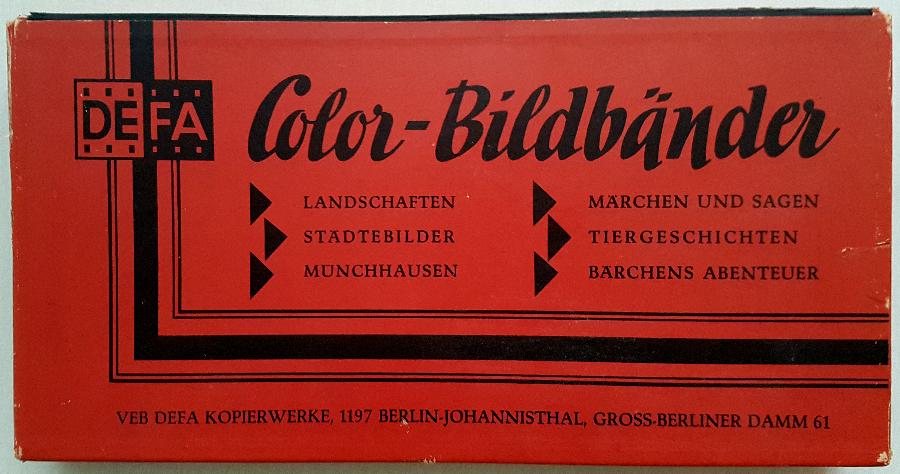 DEFA
Color-Bildbänder
LANDSCHAFTEN
STÄDTEBILDER
MÜNCHHAUSEN
MÄRCHEN UND SAGEN
TIERGESCHICHTEN
BÄRCHENS ABENTEUER
VEB DEFA KOPIERWERKE, 1197 BERLIN-JOHANNISTHAL, GROSS-BERLINER DAMM 61